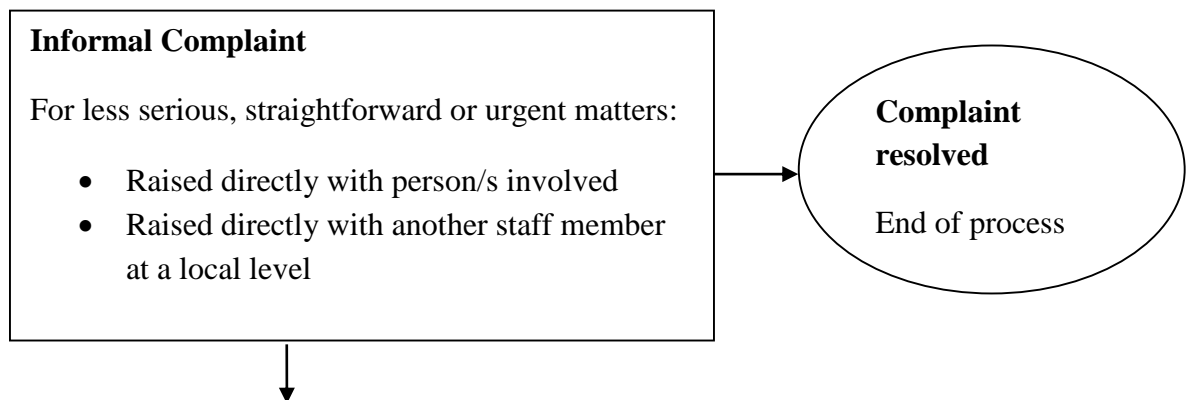 Informal Complaint
For less serious, straightforward or urgent matters:
• Raised directly with person/s involved
• Raised directly with another staff member
at a local level
Complaint
resolved
End of process